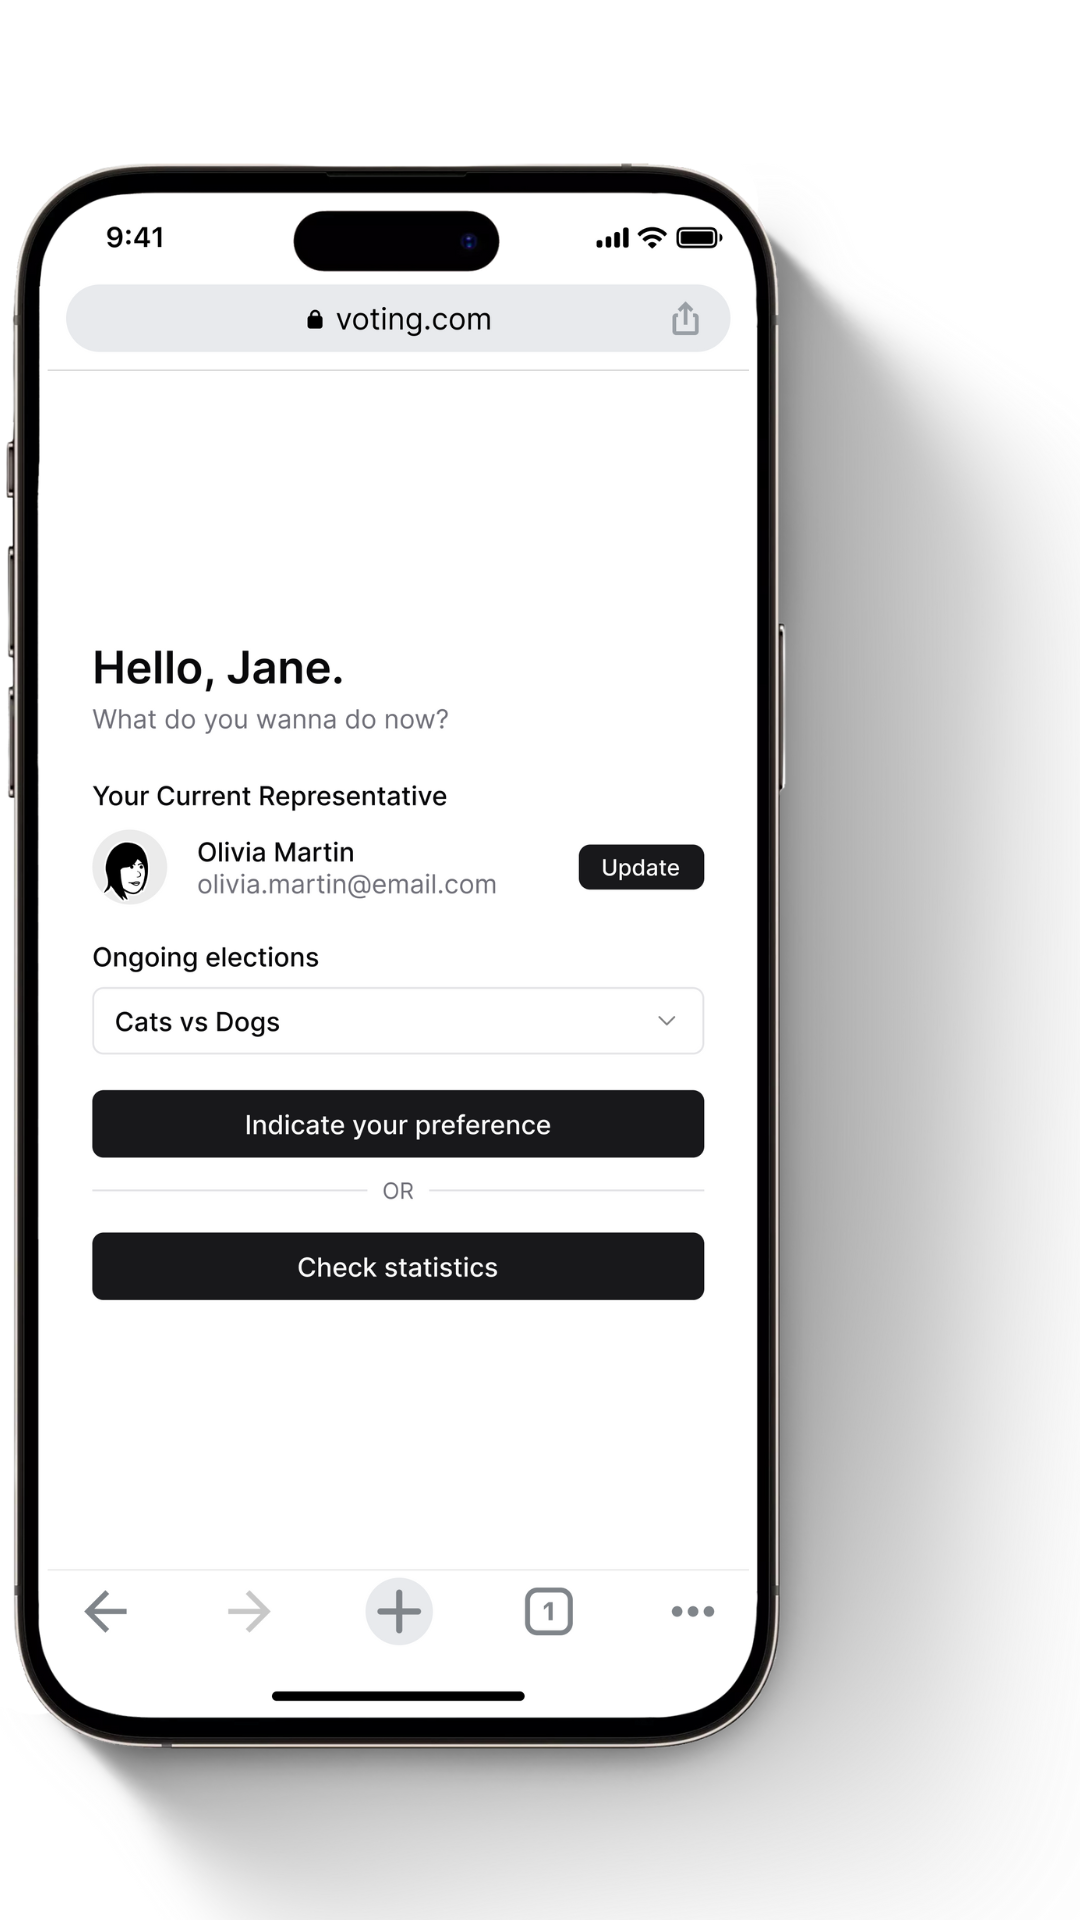 9:41
voting.com
Hello, Jane.
What do you wanna do now?
Your Current Representative
Olivia Martin
olivia.martin@email.com
Update
Ongoing elections
Cats vs Dogs
Indicate your preference
OR
Check statistics
1